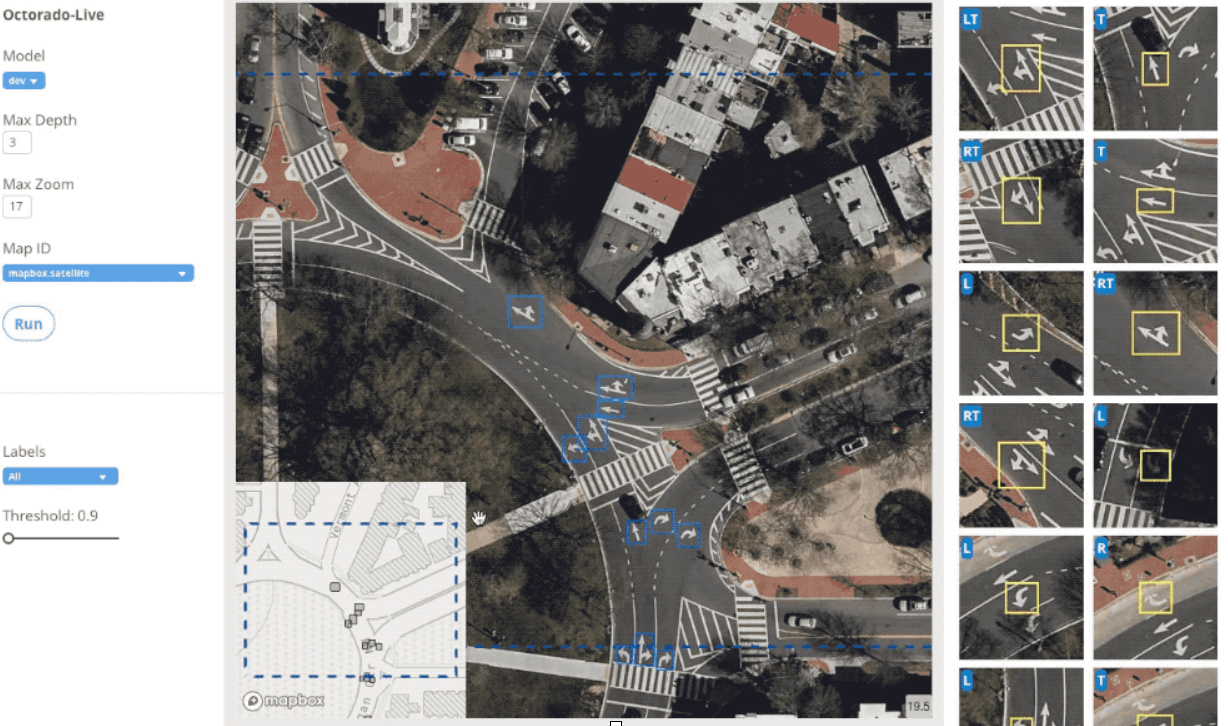 Octorado-Live
Model
dev
Max Depth
3
Max Zoom
17
Map ID
mapbox.satellite
Run
Labels
All
Threshold: 0.9
Vermont
mapbox
19.5
LT
T
RT
T
L
RT
RT
L
L
R
L
T